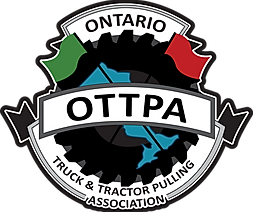 ONTARIO
OTTPA
TRUCK & TRACTOR PULLING
ASSOCIATION